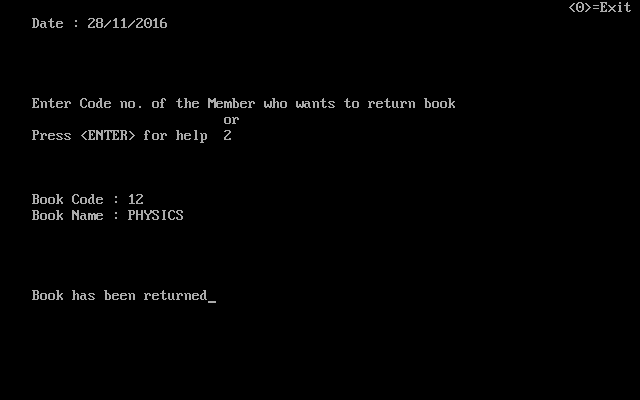 <0>=Exit
Date : 28/11/2016
Enter Code no. of the Member who wants to return book
or
Press <ENTER> for help  2
Book Code : 12
Book Name : PHYSICS
Book has been returned_